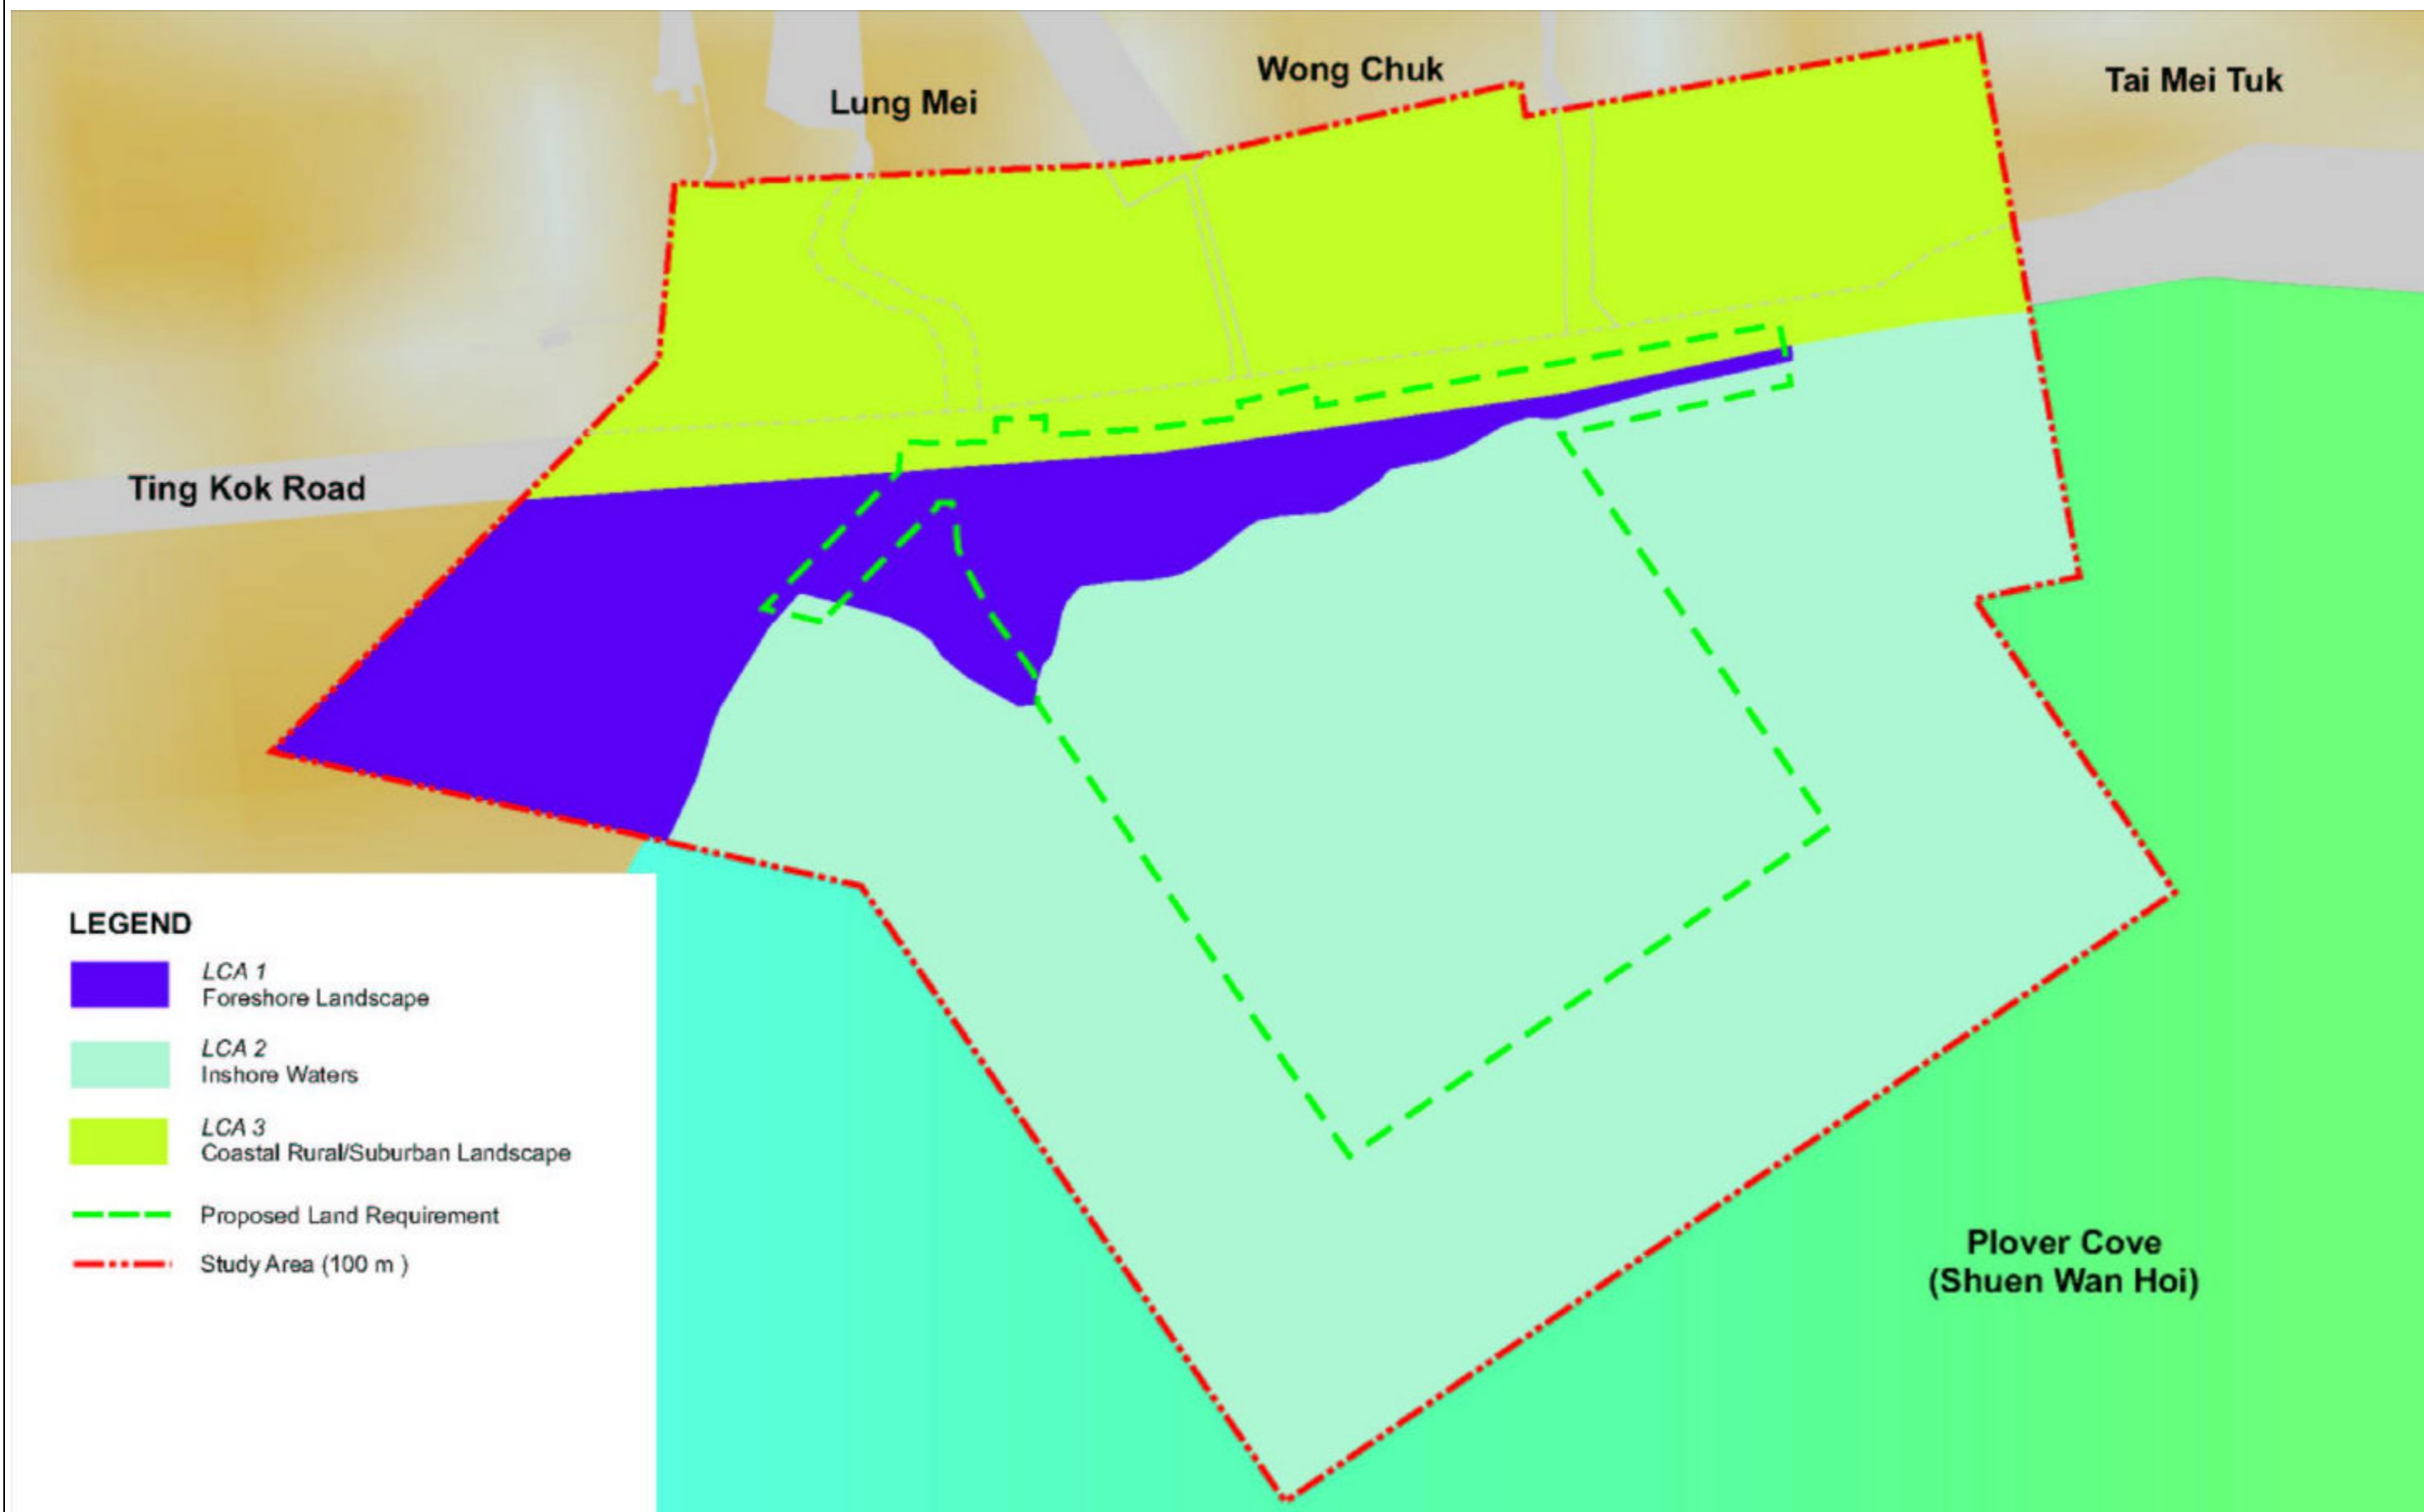 Wong Chuk
Tai Mei Tuk
Lung Mei
Ting Kok Road
LEGEND
LCA 1
Foreshore Landscape
LCA 2
Inshore Waters
LCA 3
Coastal Rural/Suburban Landscape
Proposed Land Requirement
Study Area (100 m )
Plover Cove
(Shuen Wan Hoi)